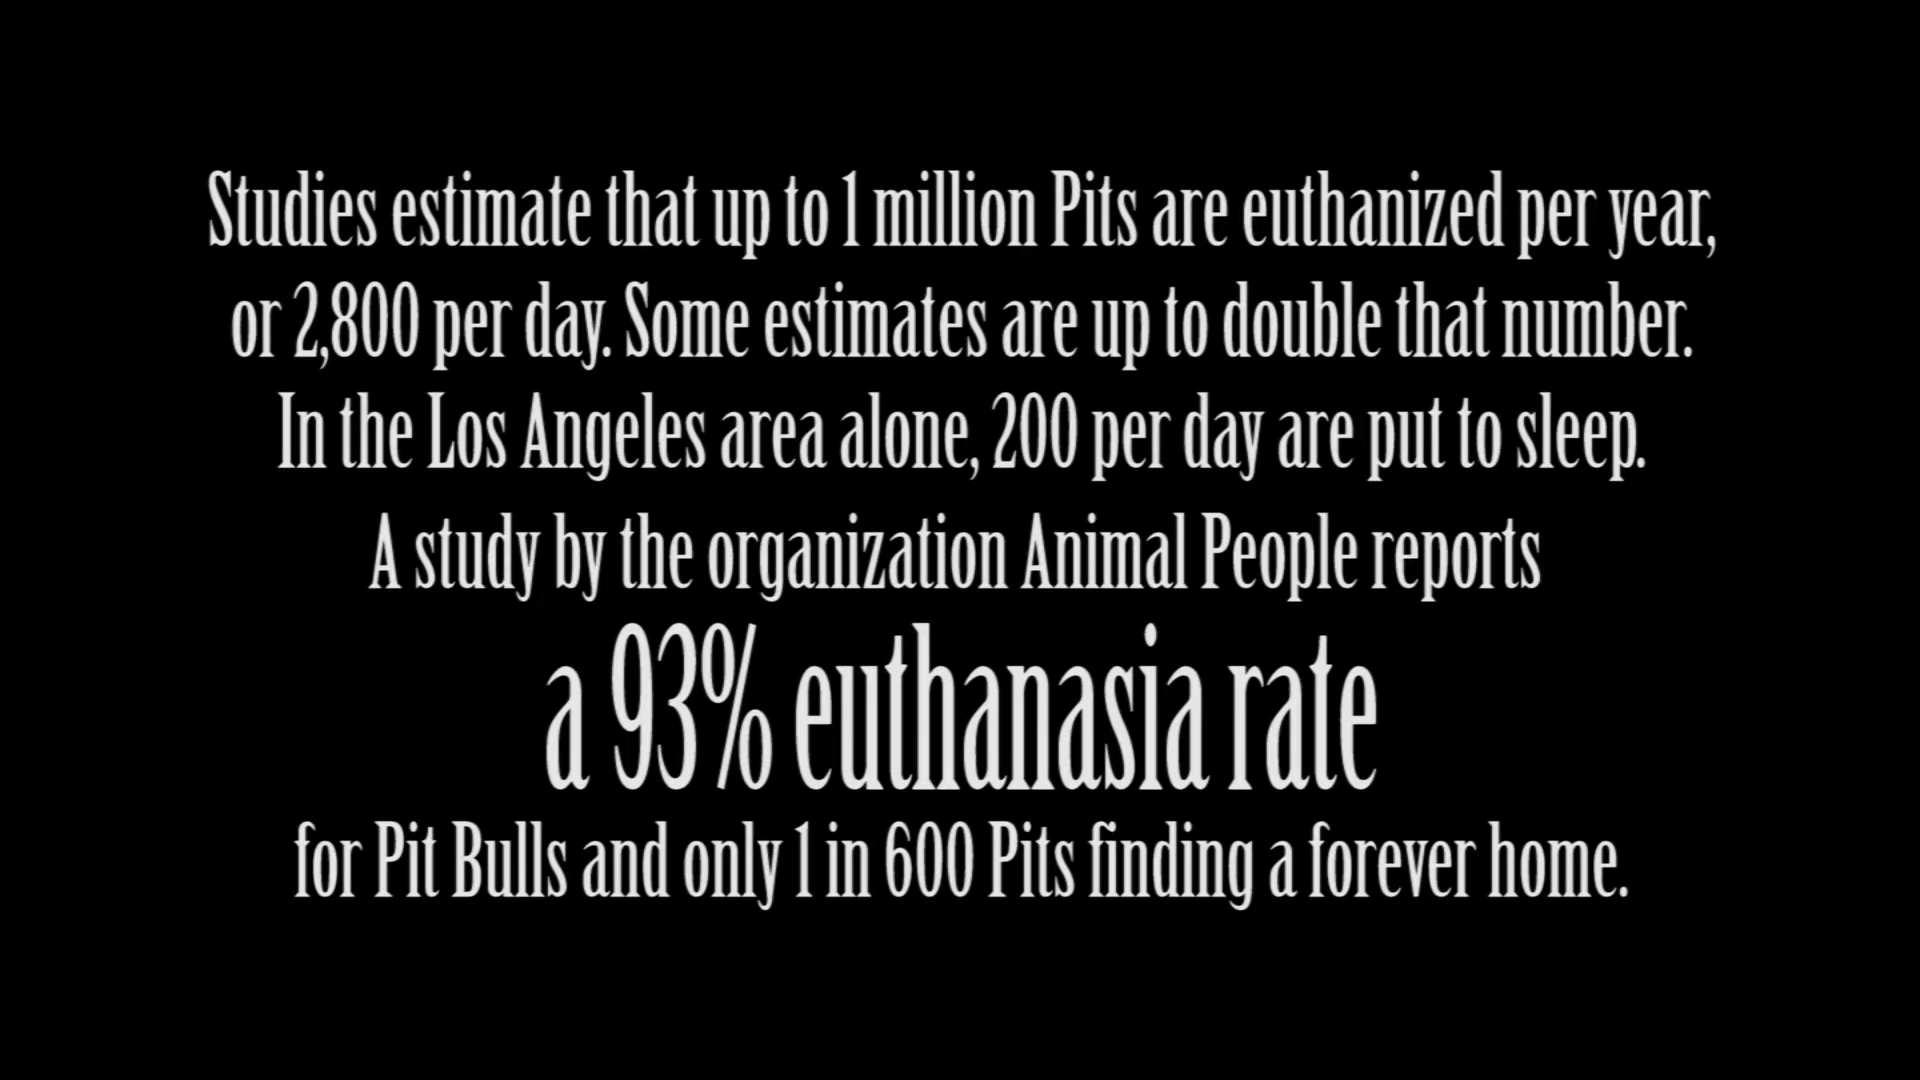 Studies estimate that up to 1 million Pits are euthanized per year,
or 2,800 per day. Some estimates are up to double that number.
In the Los Angeles area alone, 200 per day are put to sleep.
A study by the organization Animal People reports
a 93% euthanasia rate
for Pit Bulls and only 1 in 600 Pits finding a forever home.